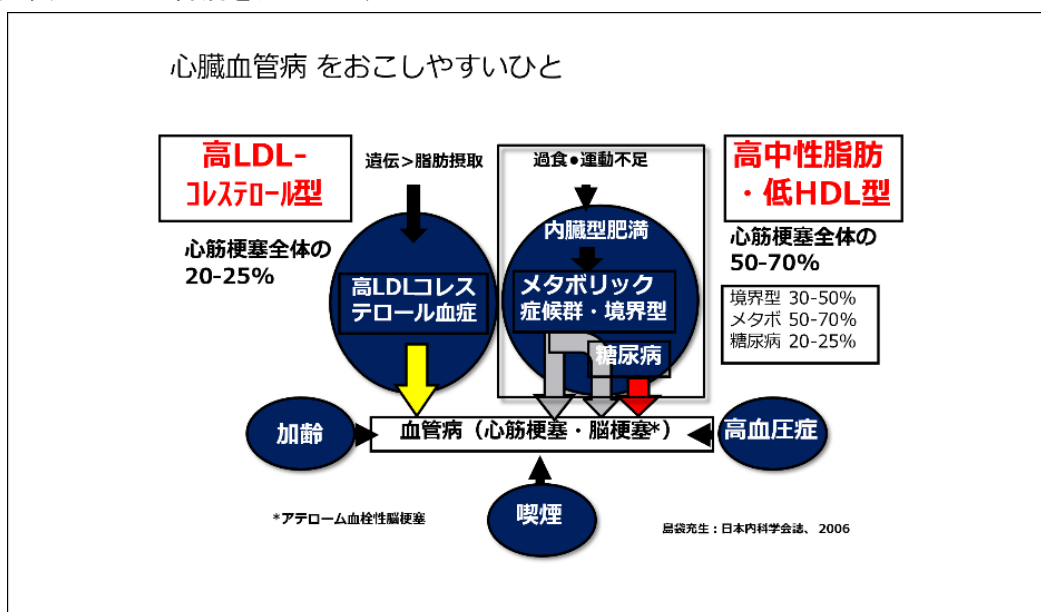 心臓血管病 をおこしやすいひと
高LDL-
ｺﾚｽﾃﾛｰﾙ型
心筋梗塞全体の
20-25%
遺伝>脂肪摂取
高LDLコレス
テロール血症
過食●運動不足
内臓型肥満
メタボリック
症候群・境界型
糖尿病
高中性脂肪
・低HDL型
心筋梗塞全体の
50-70%
境界型 30-50%
メタボ 50-70%
糖尿病 20-25%
加齢
血管病（心筋梗塞・脳梗塞*）
高血圧症
喫煙
*アテローム血栓性脳梗塞
島袋充生：日本内科学会誌、2006